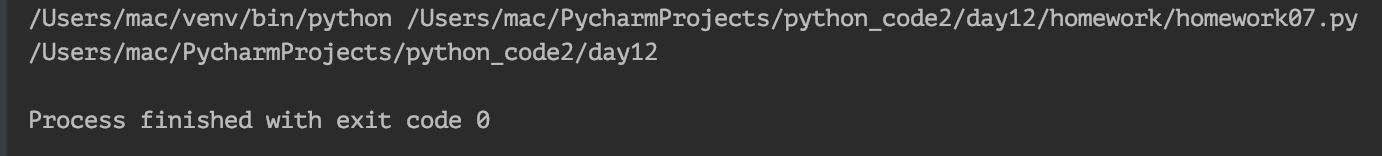 /Users/mac/venv/bin/python /Users/mac/PycharmProjects/python_code2/day12/homework/homework07.py
/Users/mac/PycharmProjects/python_code2/day12
Process finished with exit code 0